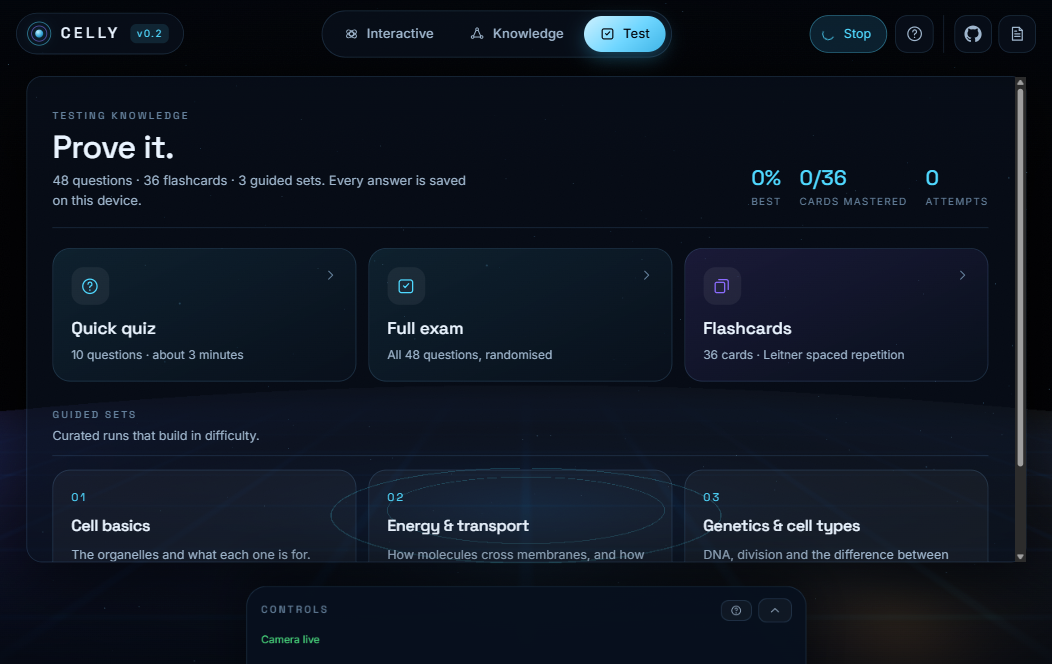 CELLY v0.2
Interactive
Knowledge
Test
Stop
TESTING KNOWLEDGE
Prove it.
48 questions · 36 flashcards · 3 guided sets. Every answer is saved
on this device.
0%
BEST
0/36
CARDS MASTERED
0
ATTEMPTS
Quick quiz
10 questions · about 3 minutes
Full exam
All 48 questions, randomised
Flashcards
36 cards · Leitner spaced repetition
GUIDED SETS
Curated runs that build in difficulty.
01
Cell basics
The organelles and what each one is for.
02
Energy & transport
How molecules cross membranes, and how
03
Genetics & cell types
DNA, division and the difference between
CONTROLS
Camera live